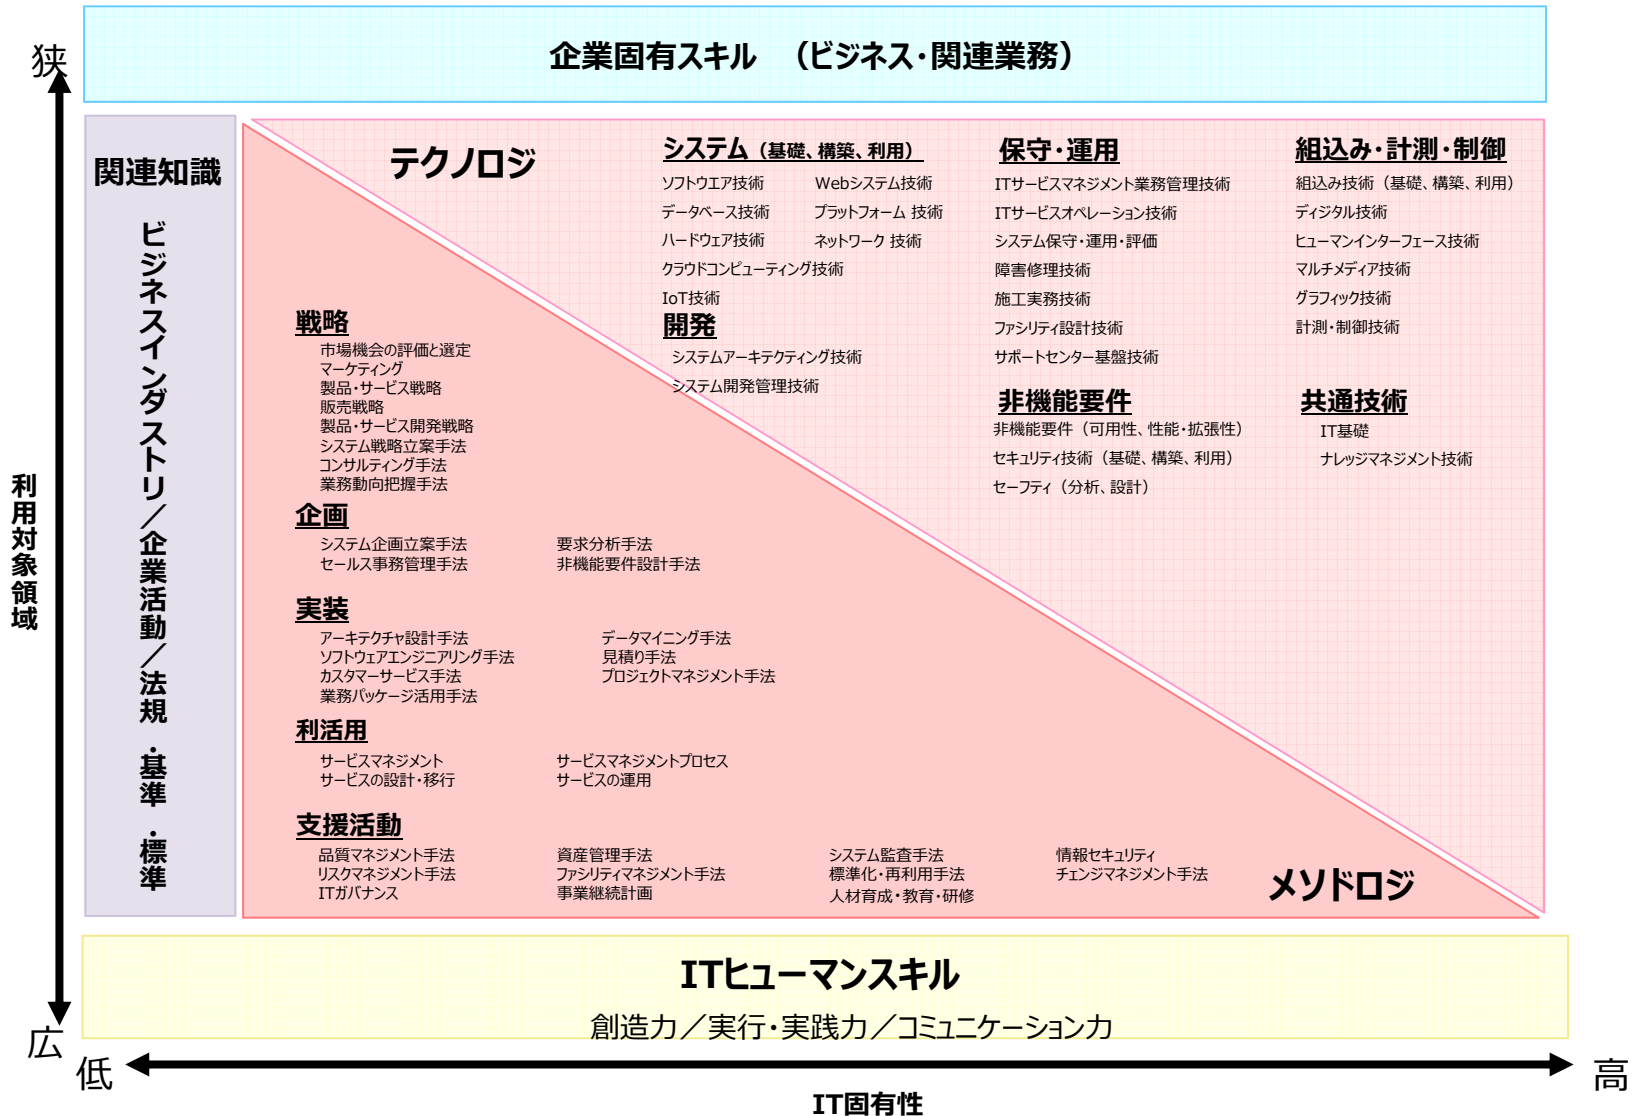 企業固有スキル （ビジネス・関連業務）
狭
利用対象領域
広
関連知識
ビジネスインダストリ／企業活動／法規・基準・標準
テクノロジ
システム（基礎、構築、利用）
ソフトウエア技術 Webシステム技術
データベース技術 プラットフォーム 技術
ハードウェア技術 ネットワーク 技術
クラウドコンピューティング技術
IoT技術
開発
システムアーキテクティング技術
システム開発管理技術
保守・運用
ITサービスマネジメント業務管理技術
ITサービスオペレーション技術
システム保守・運用・評価
障害修理技術
施工実務技術
ファシリティ設計技術
サポートセンター基盤技術
非機能要件
非機能要件（可用性、性能・拡張性）
セキュリティ技術（基礎、構築、利用）
セーフティ（分析、設計）
組込み・計測・制御
組込み技術（基礎、構築、利用）
ディジタル技術
ヒューマンインターフェース技術
マルチメディア技術
グラフィック技術
計測・制御技術
共通技術
IT基礎
ナレッジマネジメント技術
戦略
市場機会の評価と選定
マーケティング
製品・サービス戦略
販売戦略
製品・サービス開発戦略
システム戦略立案手法
コンサルティング手法
業務動向把握手法
企画
システム企画立案手法 要求分析手法
セールス事務管理手法 非機能要件設計手法
実装
アーキテクチャ設計手法 データマイニング手法
ソフトウェアエンジニアリング手法 見積り手法
カスタマーサービス手法 プロジェクトマネジメント手法
業務パッケージ活用手法
利活用
サービスマネジメント サービスマネジメントプロセス
サービスの設計・移行 サービスの運用
支援活動
品質マネジメント手法 資産管理手法 システム監査手法 情報セキュリティ
リスクマネジメント手法 ファシリティマネジメント手法 標準化・再利用手法 チェンジマネジメント手法
ITガバナンス 事業継続計画 人材育成・教育・研修
メソドロジ
ITヒューマンスキル
創造力／実行・実践力／コミュニケーション力
低
高
IT固有性